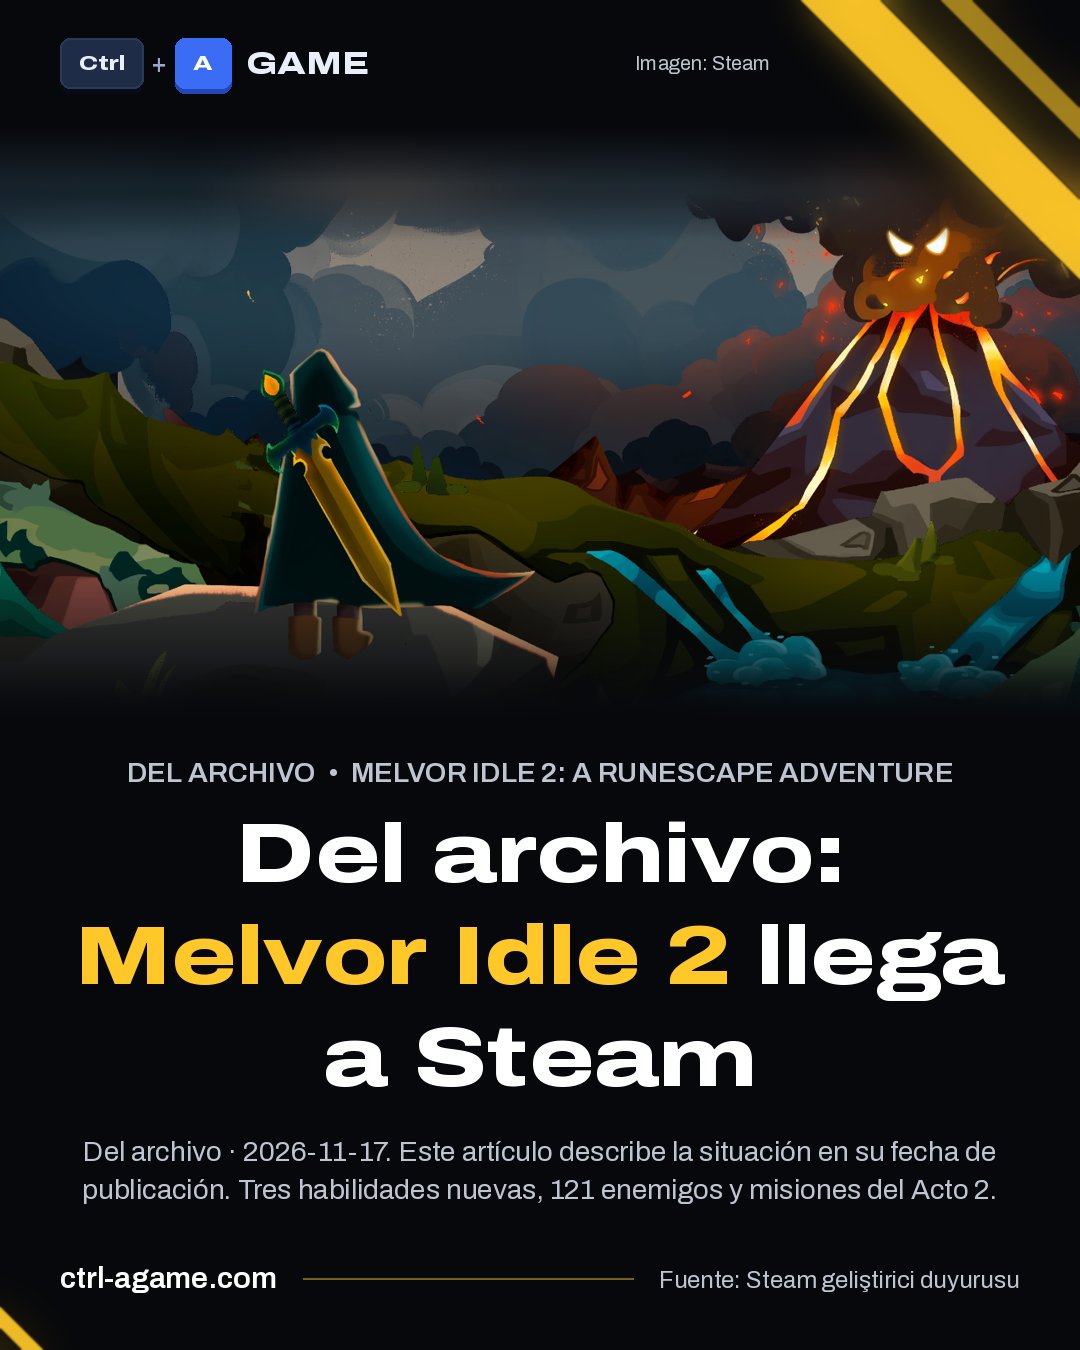 Ctrl + A GAME
Imagen: Steam
DEL ARCHIVO • MELVOR IDLE 2: A RUNESCAPE ADVENTURE
Del archivo:
Melvor Idle 2 llega
a Steam
Del archivo · 2026-11-17. Este artículo describe la situación en su fecha de
publicación. Tres habilidades nuevas, 121 enemigos y misiones del Acto 2.
ctrl-agame.com
Fuente: Steam geliştirici duyurusu